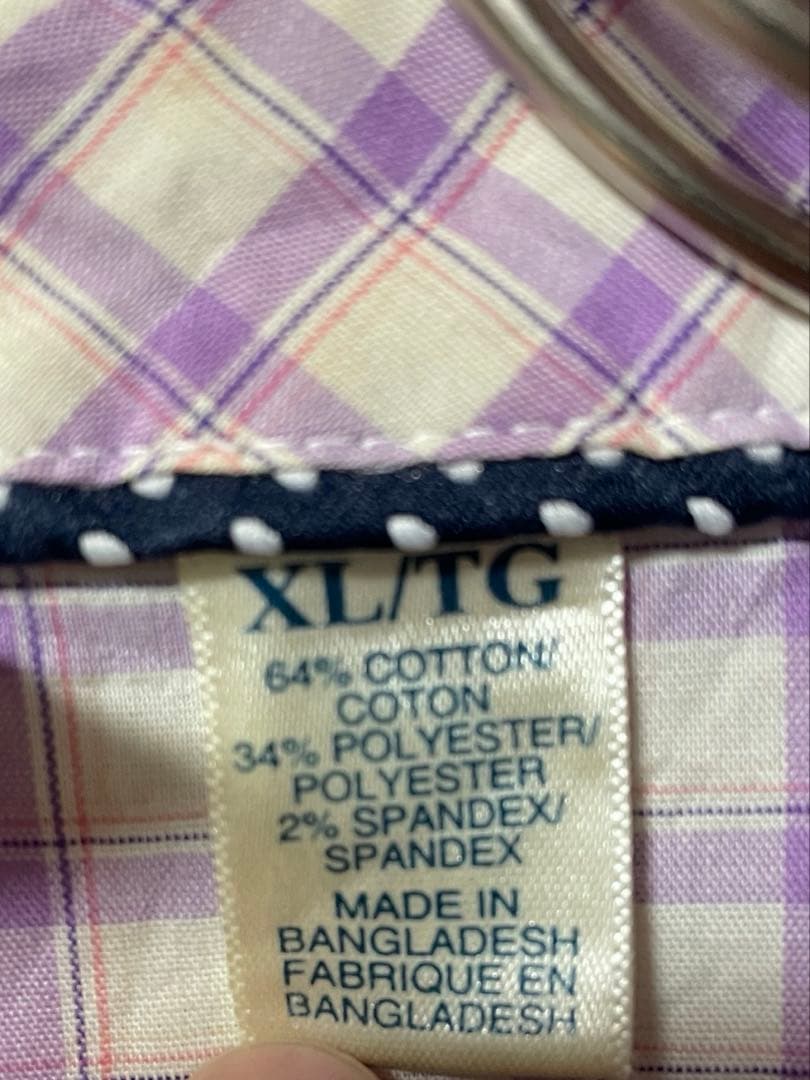 XL/TG
64% COTTON/
COTON
34% POLYESTER/
POLYESTER
2% SPANDEX/
SPANDEX
MADE IN
BANGLADESH
FABRIQUE EN
BANGLADESH